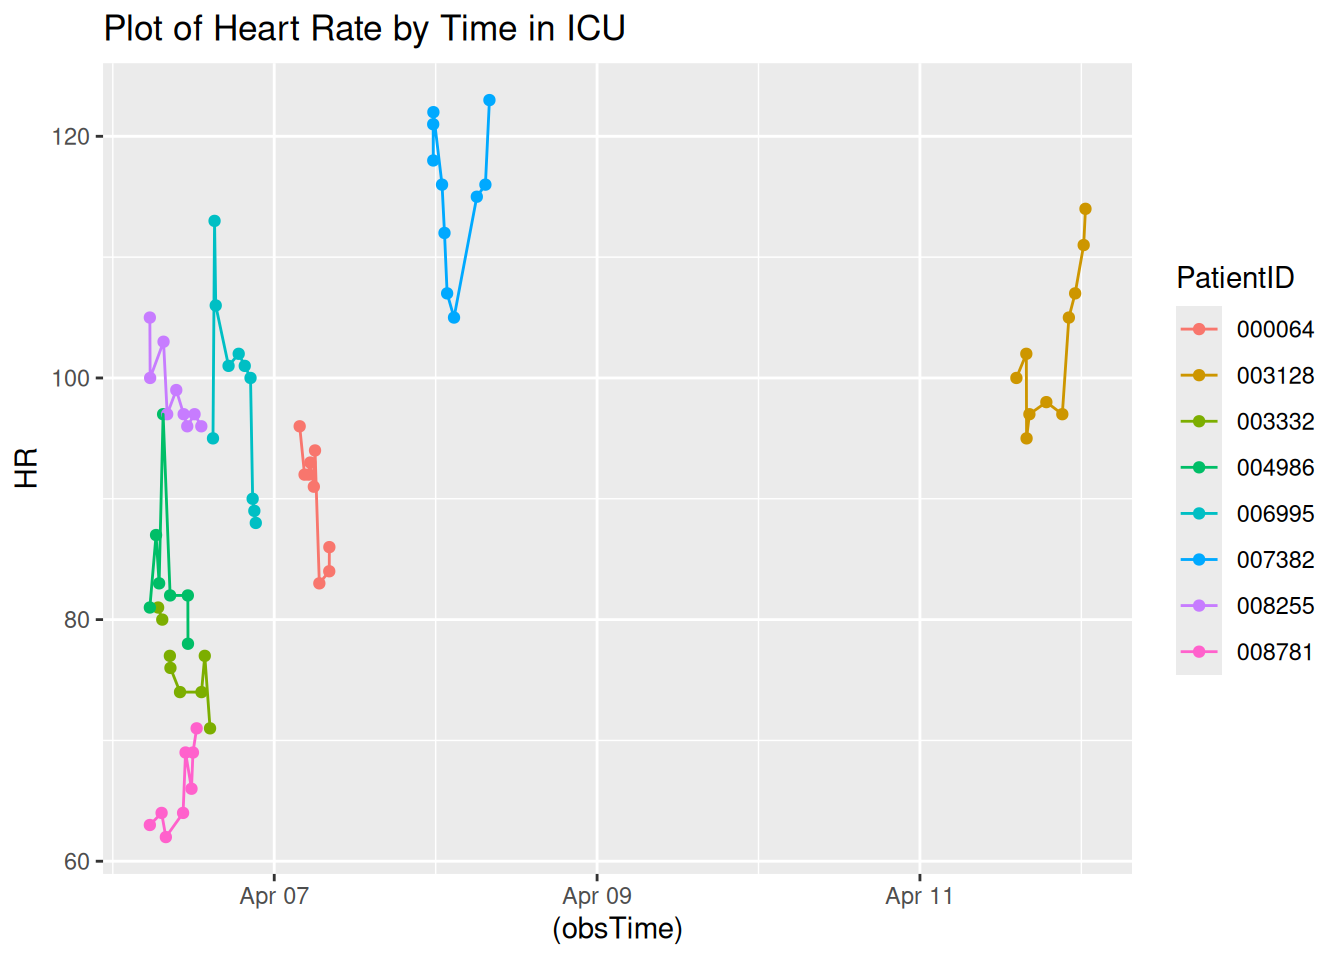 Plot of Heart Rate by Time in ICU
120
100
80
60
HR
Apr 07
Apr 09
Apr 11
(obsTime)
PatientID
000064
003128
003332
004986
006995
007382
008255
008781